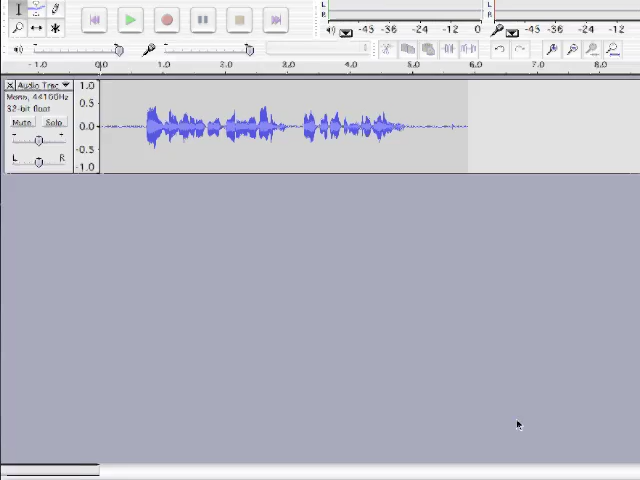 L
R
-45 -36 -24 -12 0
L
R
-45 -36 -24 -12
-1.0 0.0 1.0 2.0 3.0 4.0 5.0 6.0 7.0 8.0
X Audio Trac
Mono, 44100Hz
32-bit float
Mute Solo
- +
L R
1.0
0.5
0.0
-0.5
-1.0